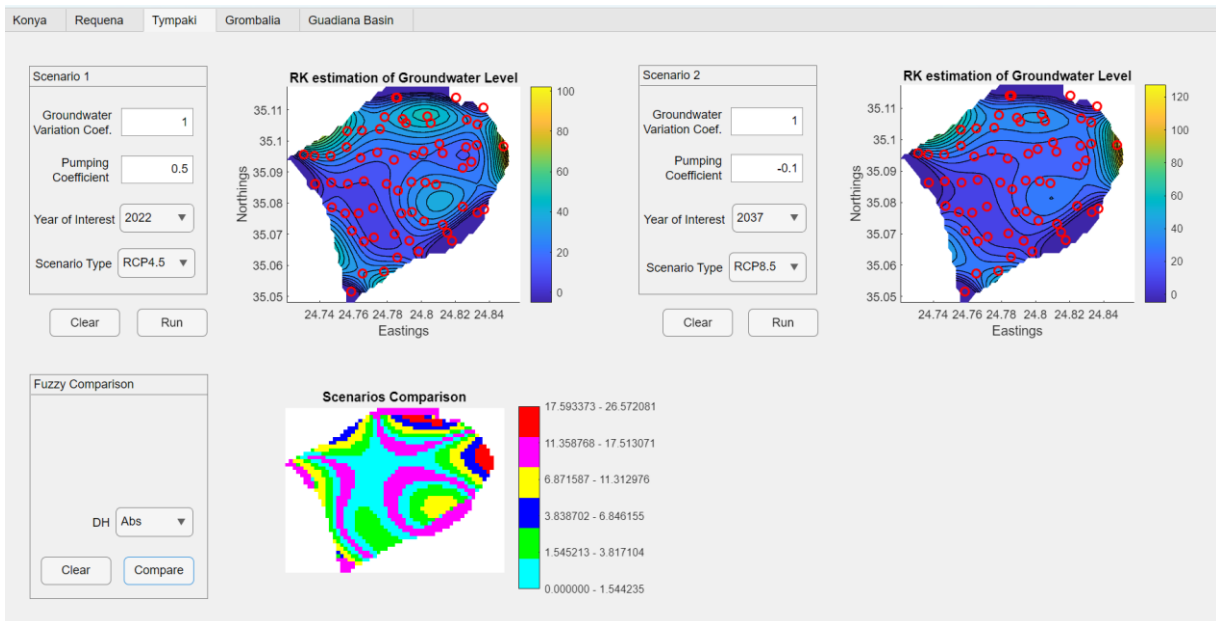 Konya Requena Tympaki Grombalia Guadiana Basin
Scenario 1
Groundwater
Variation Coef.
1
Pumping
Coefficient
0.5
Year of Interest
2022
Scenario Type
RCP4.5
Clear
Run
RK estimation of Groundwater Level
Northings
35.11
35.1
35.09
35.08
35.07
35.06
35.05
24.74 24.76 24.78 24.8 24.82 24.84
Eastings
100
80
60
40
20
0
Scenario 2
Groundwater
Variation Coef.
1
Pumping
Coefficient
-0.1
Year of Interest
2037
Scenario Type
RCP8.5
Clear
Run
RK estimation of Groundwater Level
Northings
35.11
35.1
35.09
35.08
35.07
35.06
35.05
24.74 24.76 24.78 24.8 24.82 24.84
Eastings
120
100
80
60
40
20
0
Fuzzy Comparison
DH
Abs
Clear
Compare
Scenarios Comparison
17.593373 - 26.572081
11.358768 - 17.513071
6.871587 - 11.312976
3.838702 - 6.846155
1.545213 - 3.817104
0.000000 - 1.544235